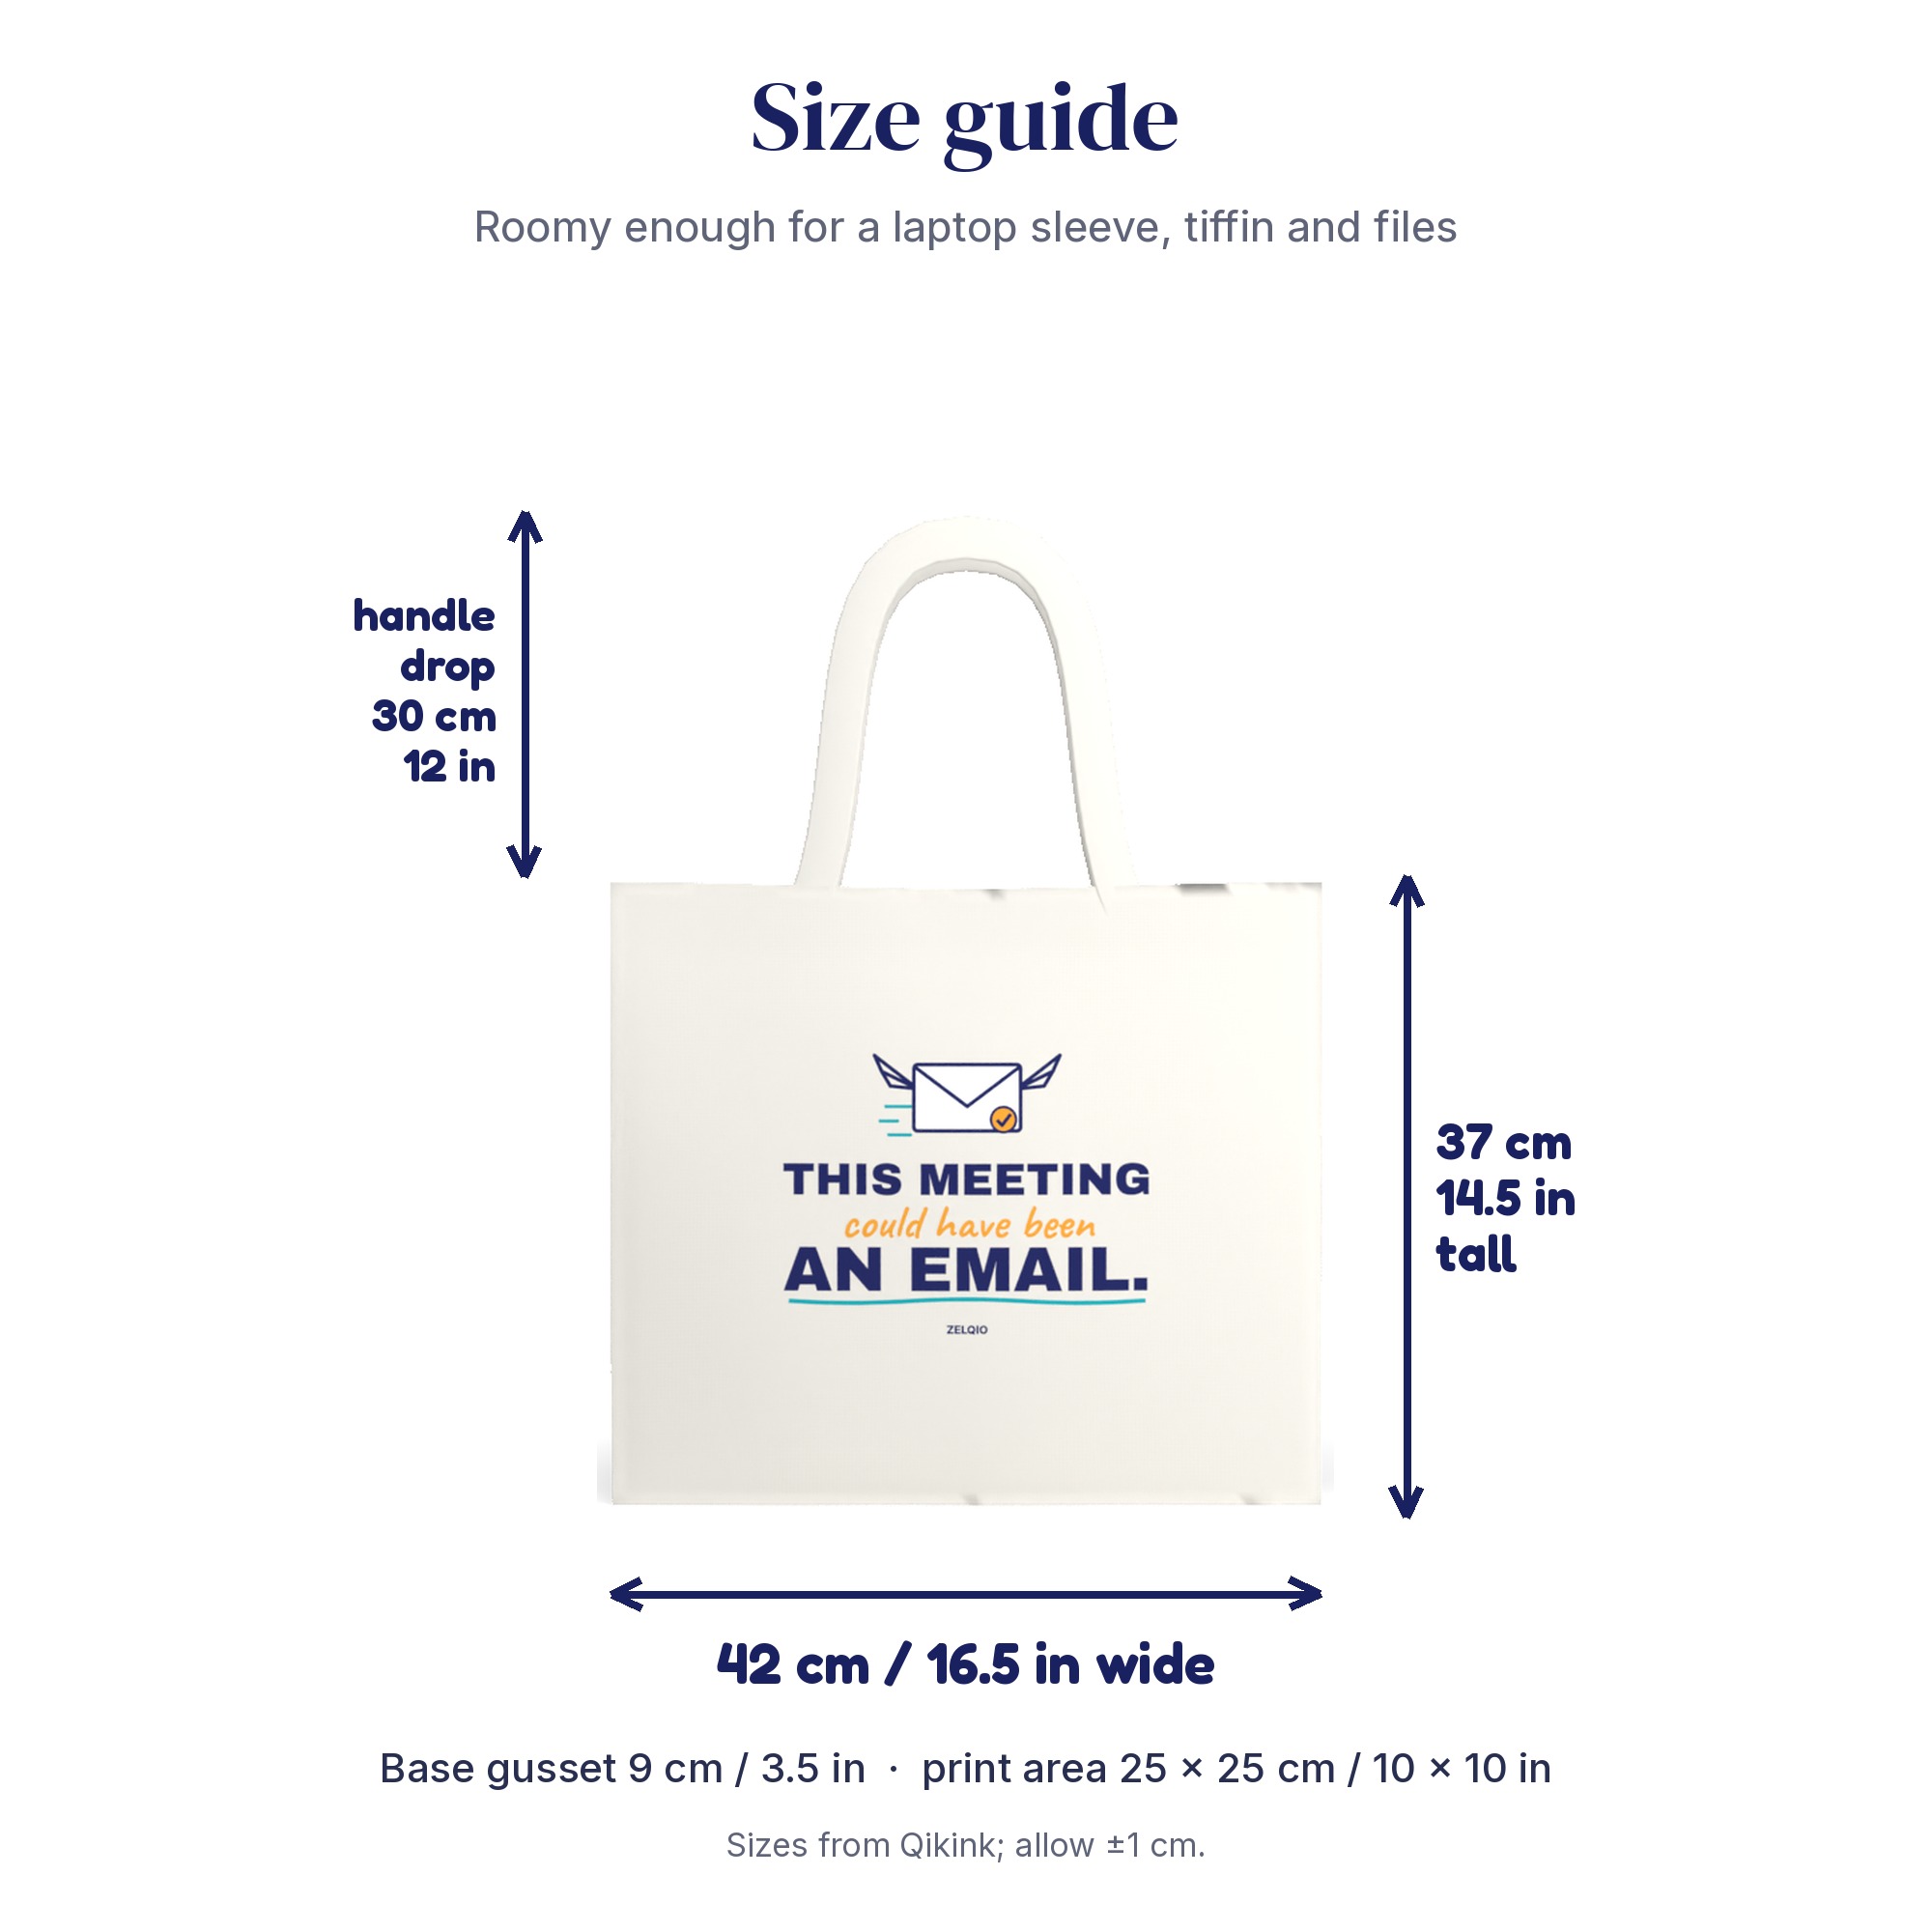 Size guide
Roomy enough for a laptop sleeve, tiffin and files
handle
drop
30 cm
12 in
THIS MEETING
could have been
AN EMAIL.
ZELQIO
37 cm
14.5 in
tall
42 cm / 16.5 in wide
Base gusset 9 cm / 3.5 in · print area 25 × 25 cm / 10 × 10 in
Sizes from Qikink; allow ±1 cm.